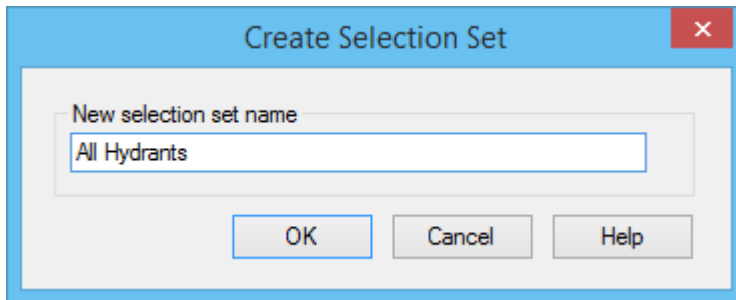 Create Selection Set
New selection set name
All Hydrants
OK Cancel Help